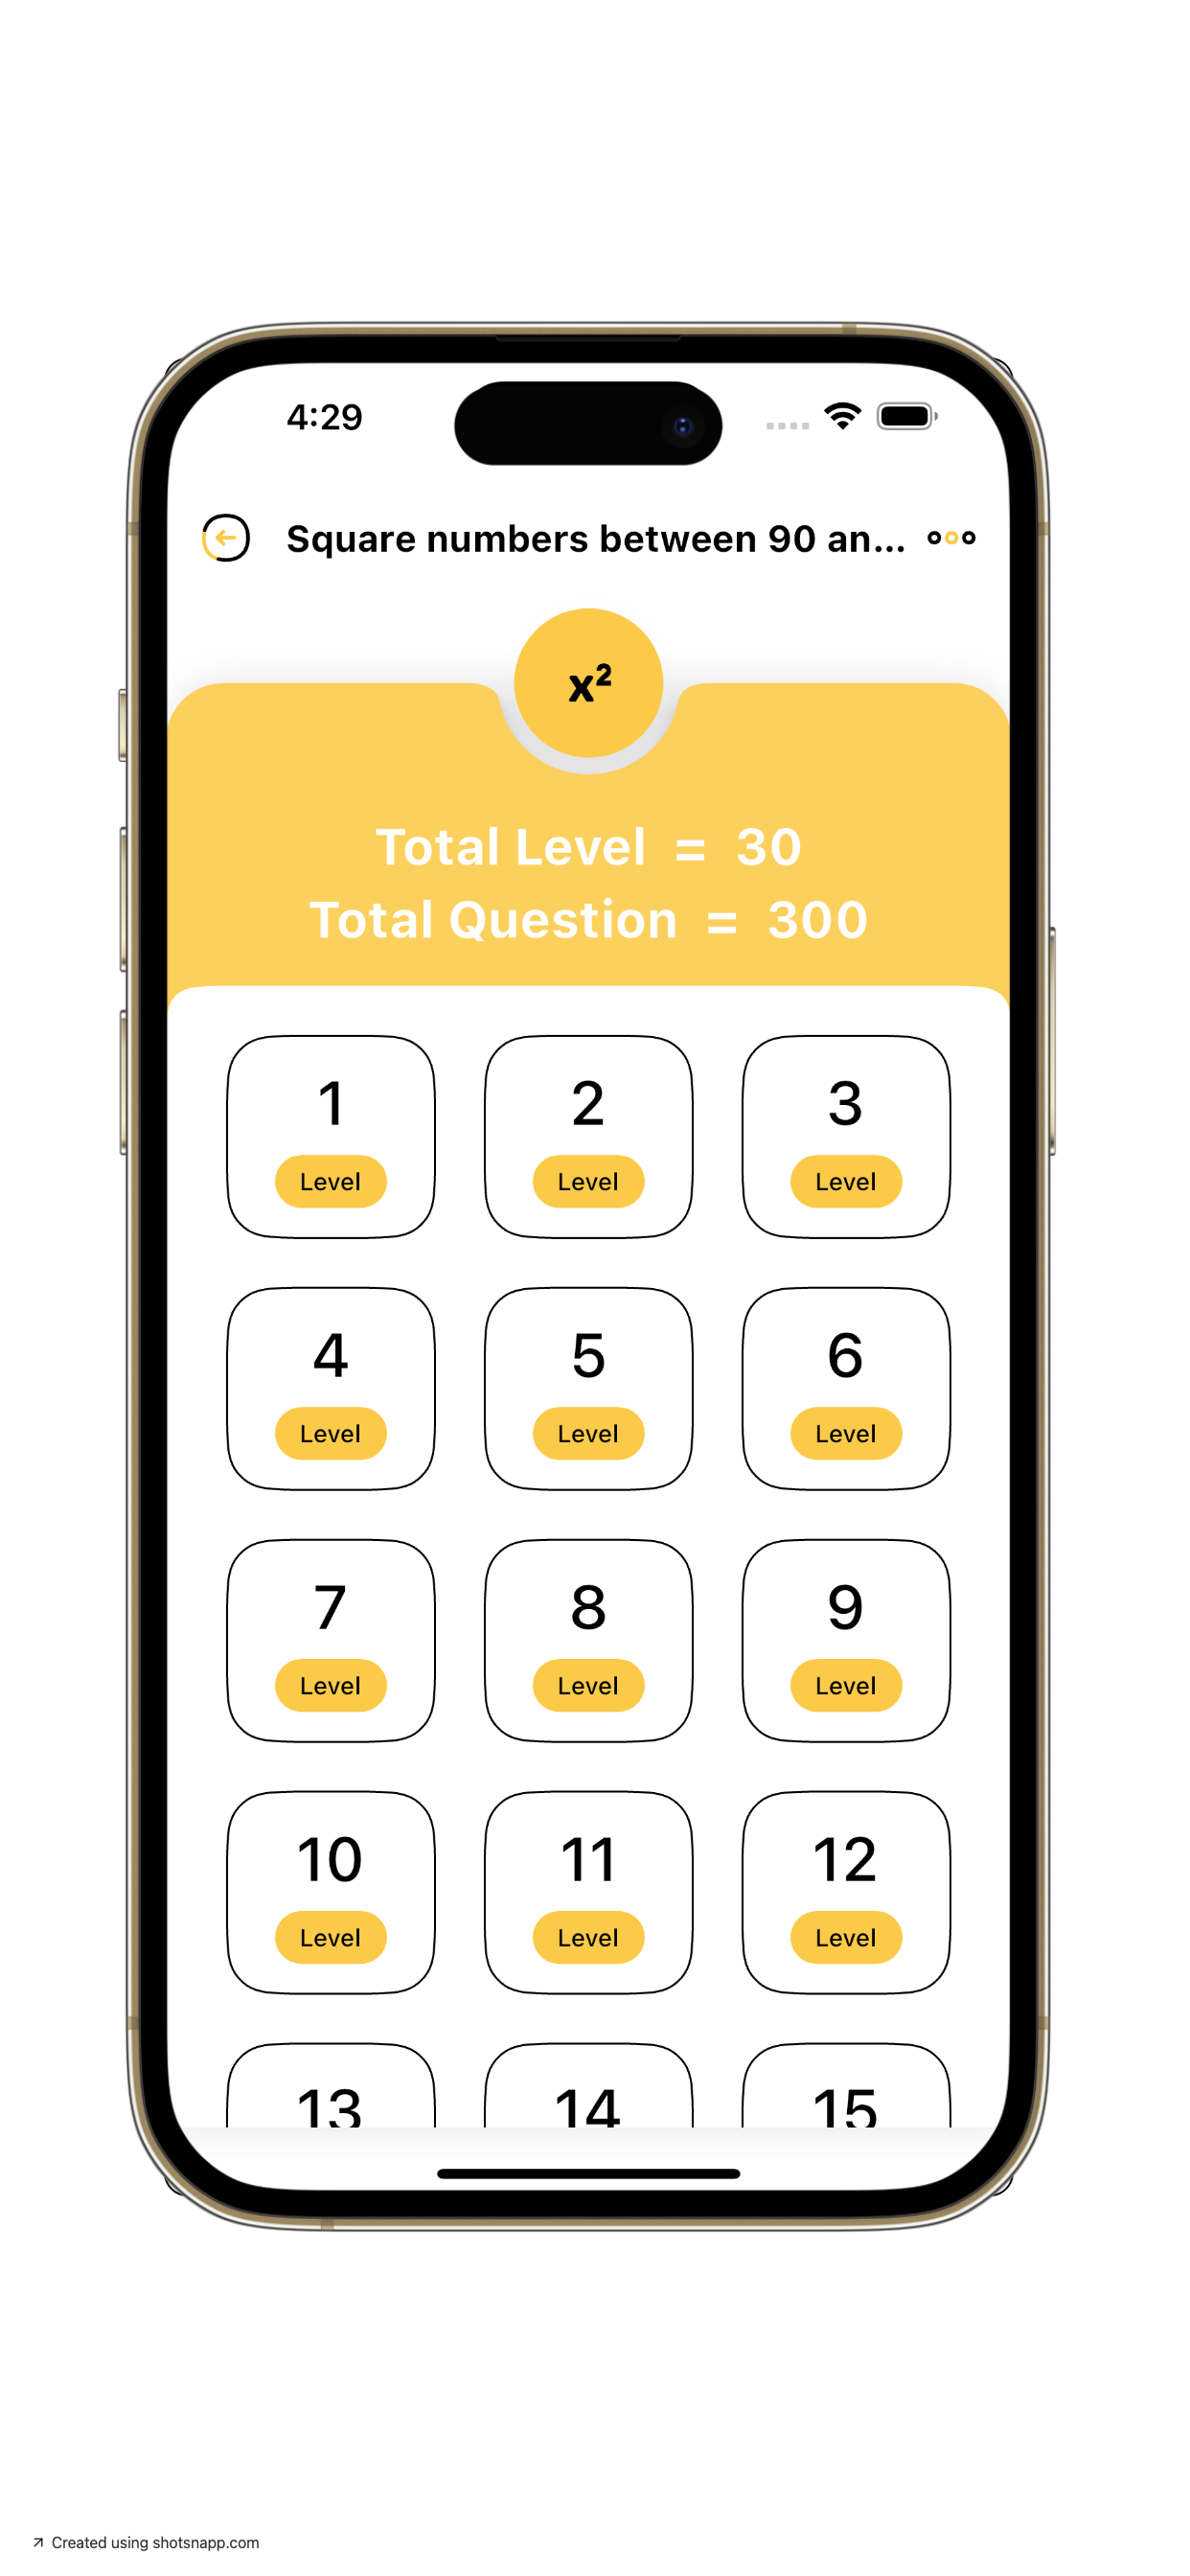 4:29
Square numbers between 90 an...
x²
Total Level = 30
Total Question = 300
1 2 3
Level Level Level
4 5 6
Level Level Level
7 8 9
Level Level Level
10 11 12
Level Level Level
13 14 15
Created using shotsnapp.com